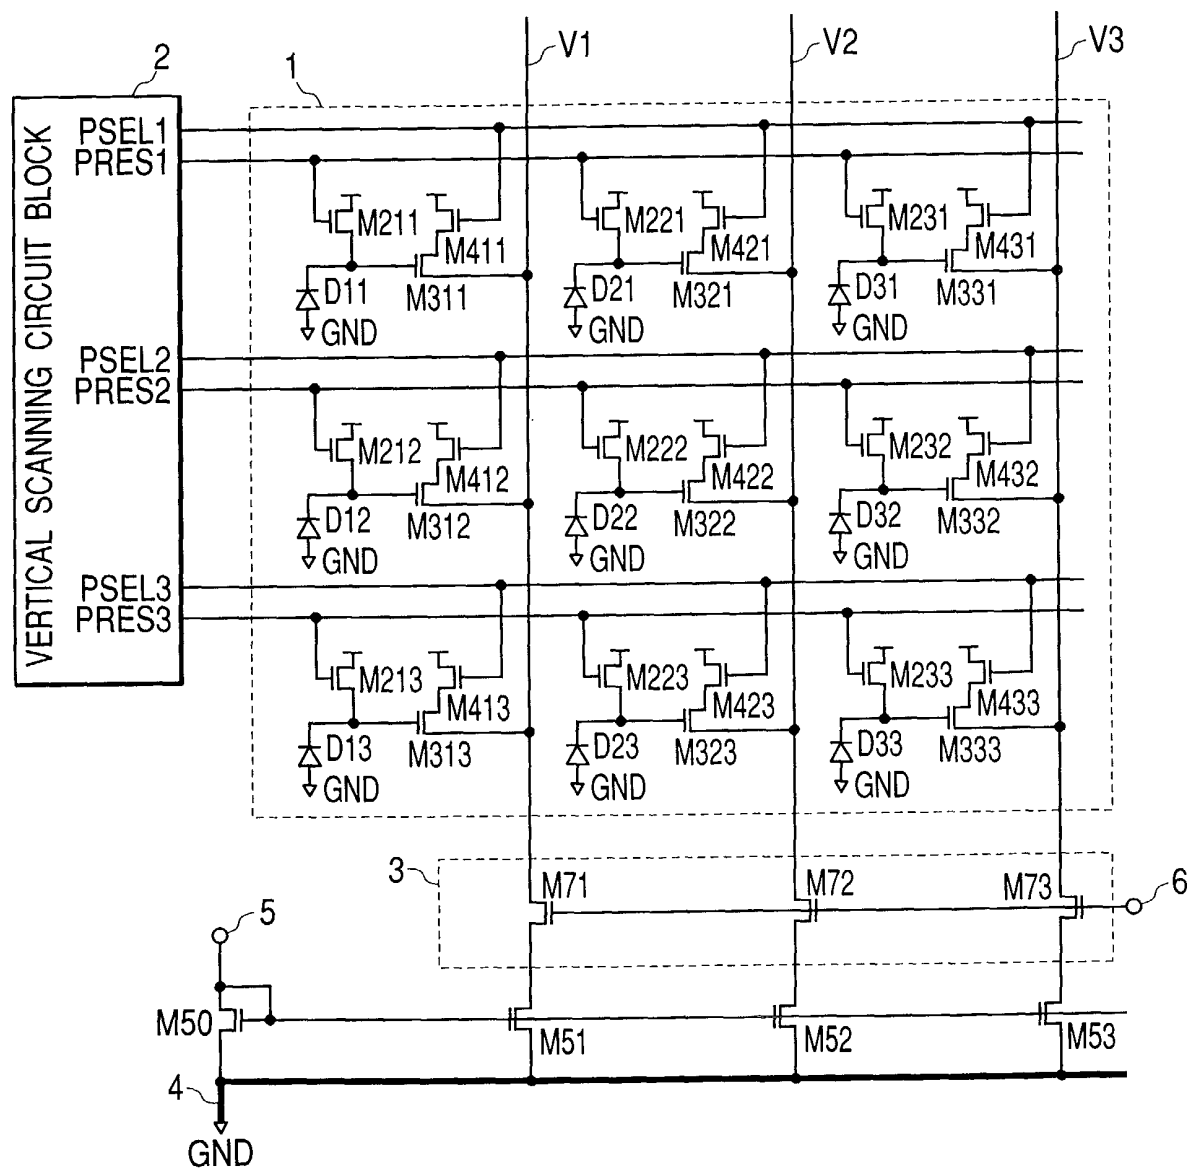 V1
V2
V3
2
1
VERTICAL SCANNING CIRCUIT BLOCK
PSEL1
PRES1
M211
M411
M221
M421
M231
M431
D11
M311
D21
M321
D31
M331
GND
GND
GND
PSEL2
PRES2
M212
M412
M222
M422
M232
M432
D12
M312
D22
M322
D32
M332
GND
GND
GND
PSEL3
PRES3
M213
M413
M223
M423
M233
M433
D13
M313
D23
M323
D33
M333
GND
GND
GND
3
M71
M72
M73
6
5
M50
M51
M52
M53
4
GND